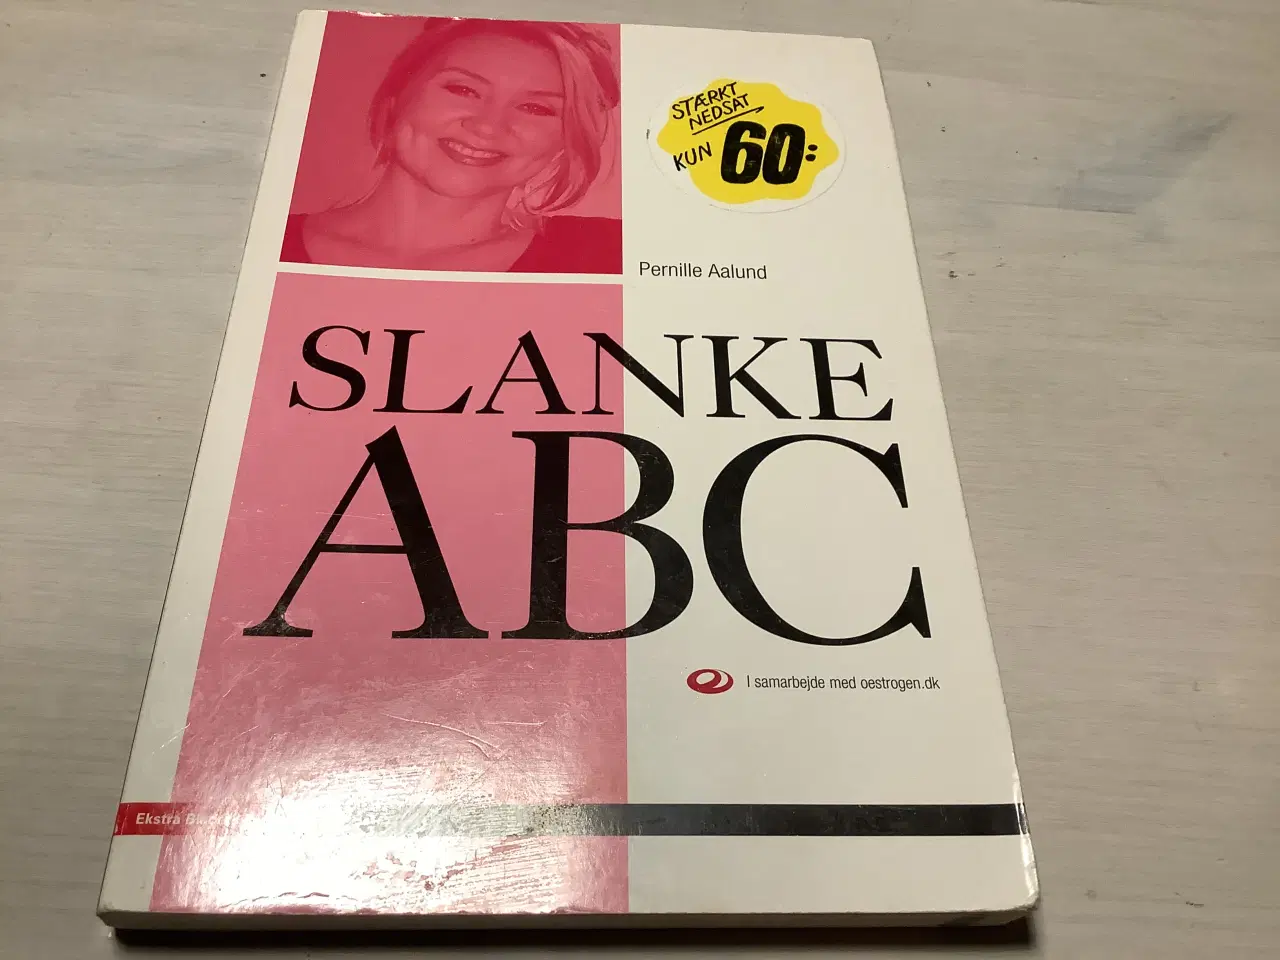 STÆRKT
NEDSAT
KUN 60:
Pernille Aalund
SLANKE
ABC
I samarbejde med oestrogen.dk
Ekstra